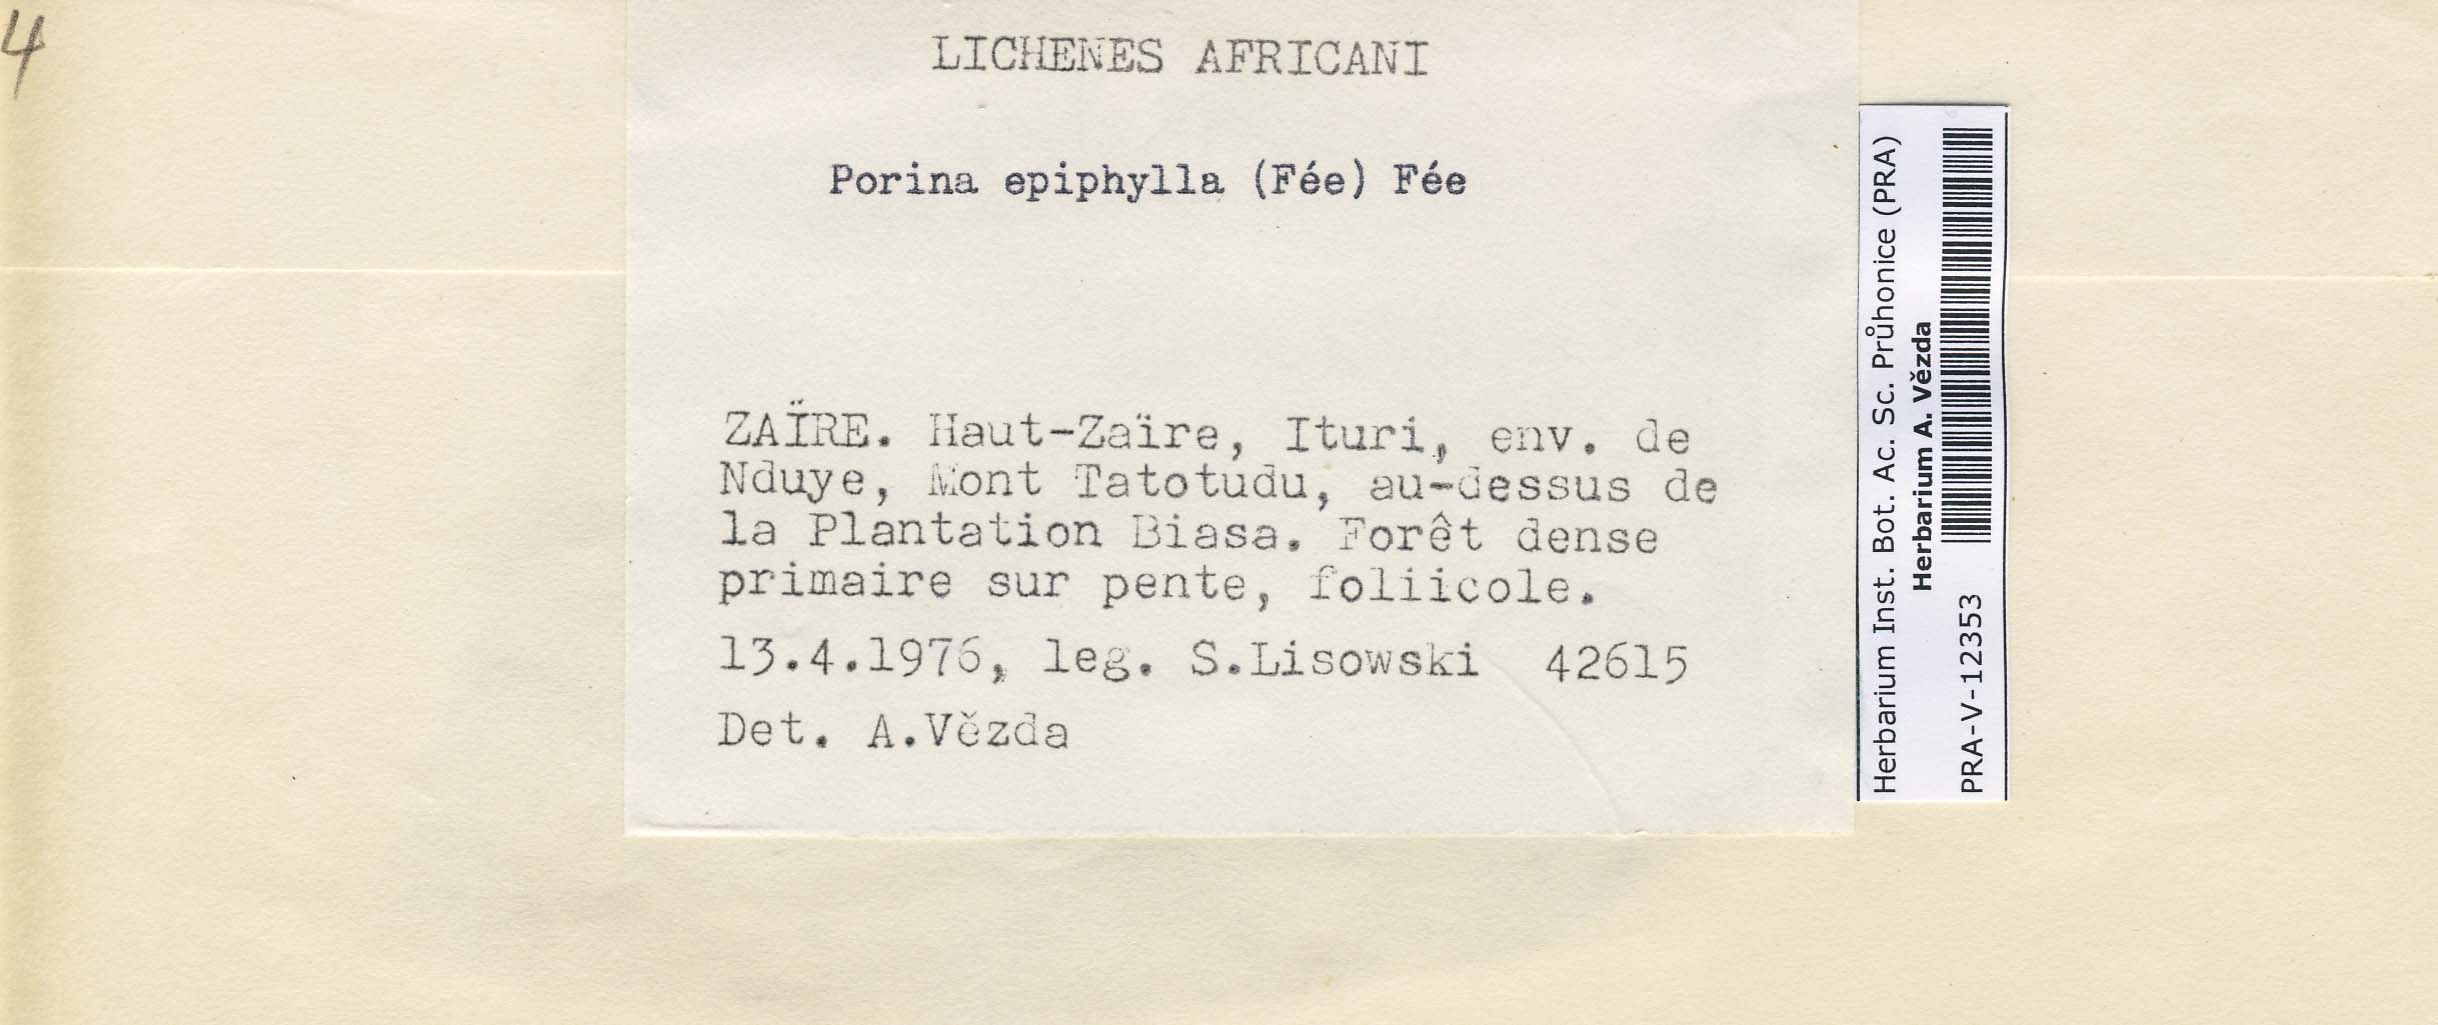 4
LICHENES AFRICANI
Porina epiphylla (Fée) Fée
ZAÏRE. Haut-Zaïre, Ituri, env. de
Nduye, Mont Tatotudu, au-dessus de
la Plantation Biasa. Forêt dense
primaire sur pente, foliicole.
13.4.1976, leg. S.Lisowski 42615
Det. A.Vězda
Herbarium Inst. Bot. Ac. Sc. Průhonice (PRA)
Herbarium A. Vězda
PRA-V-12353